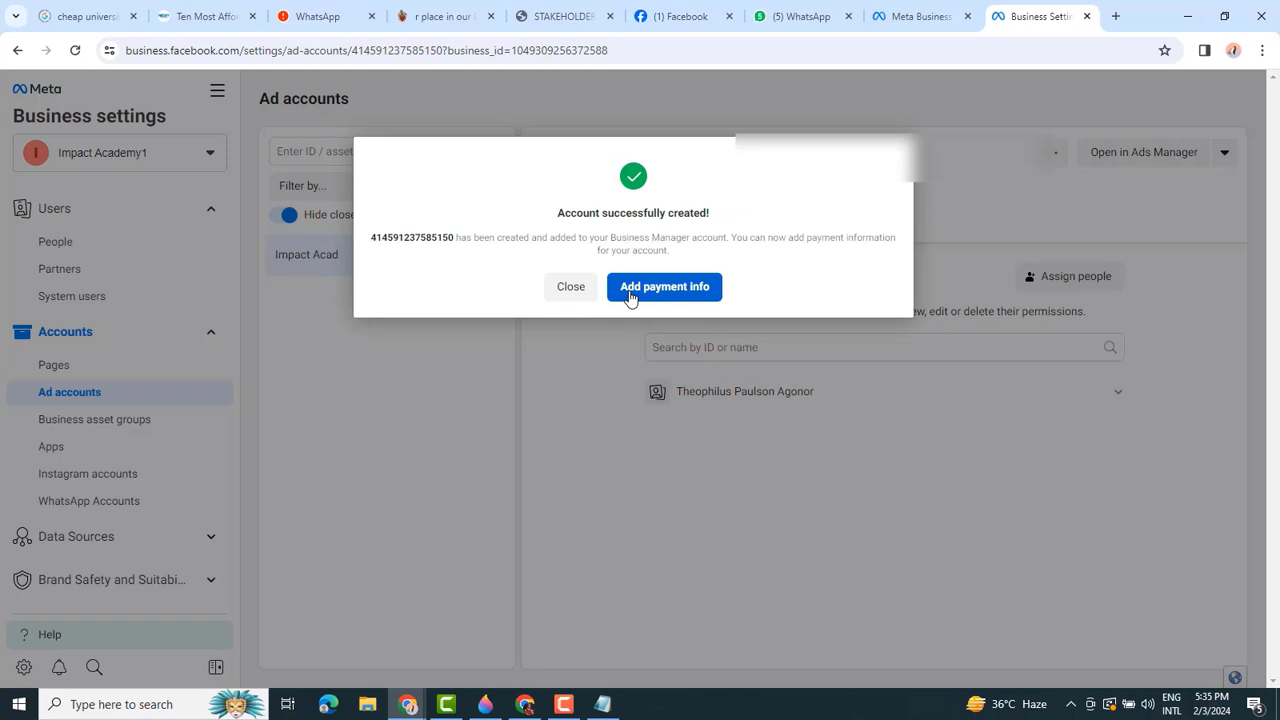 cheap univers
Ten Most Affo
WhatsApp
r place in our C
STAKEHOLDER
(1) Facebook
(5) WhatsApp
Meta Business
Business Settin
business.facebook.com/settings/ad-accounts/414591237585150?business_id=1049309256372588
Meta
Business settings
I
Impact Academy1
Users
People
Partners
System users
Accounts
Pages
Ad accounts
Business asset groups
Apps
Instagram accounts
WhatsApp Accounts
Data Sources
Brand Safety and Suitabi...
? Help
Ad accounts
Enter ID / asset
Filter by...
Hide close
Impact Acad
Open in Ads Manager
Account successfully created!
414591237585150 has been created and added to your Business Manager account. You can now add payment information
for your account.
Close
Add payment info
Assign people
ew, edit or delete their permissions.
Search by ID or name
Theophilus Paulson Agonor
Type here to search
36°C Haze
ENG
INTL
5:35 PM
2/3/2024
5